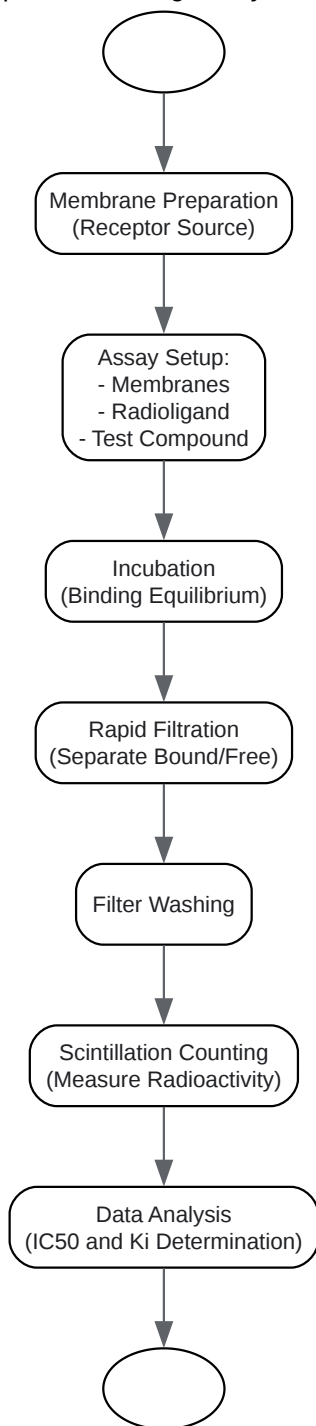 Membrane Preparation
(Receptor Source)
Assay Setup:
- Membranes
- Radioligand
- Test Compound
Incubation
(Binding Equilibrium)
Rapid Filtration
(Separate Bound/Free)
Filter Washing
Scintillation Counting
(Measure Radioactivity)
Data Analysis
(IC50 and Ki Determination)